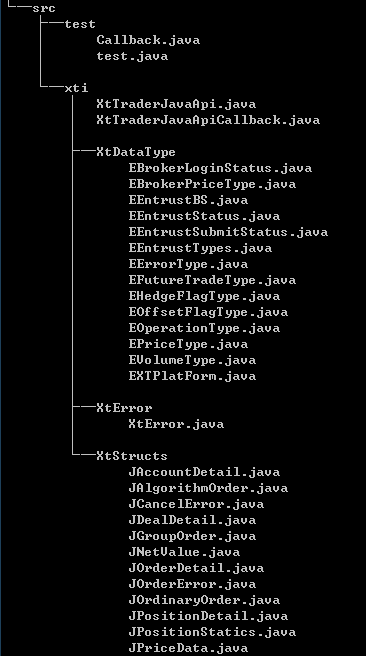 src
test
Callback.java
test.java
xti
XtTraderJavaApi.java
XtTraderJavaApiCallback.java
XtDataType
EBrokerLoginStatus.java
EBrokerPriceType.java
EEntrustBS.java
EEntrustStatus.java
EEntrustSubmitStatus.java
EEntrustTypes.java
EErrorType.java
EFutureTradeType.java
EHedgeFlagType.java
EOffsetFlagType.java
EOperationType.java
EPriceType.java
EVolumeType.java
EXTPlatForm.java
XtError
XtError.java
XtStructs
JAccountDetail.java
JAlgorithmOrder.java
JCancelError.java
JDealDetail.java
JGroupOrder.java
JNetValue.java
JOrderDetail.java
JOrderError.java
JOrdinaryOrder.java
JPositionDetail.java
JPositionStatics.java
JPriceData.java